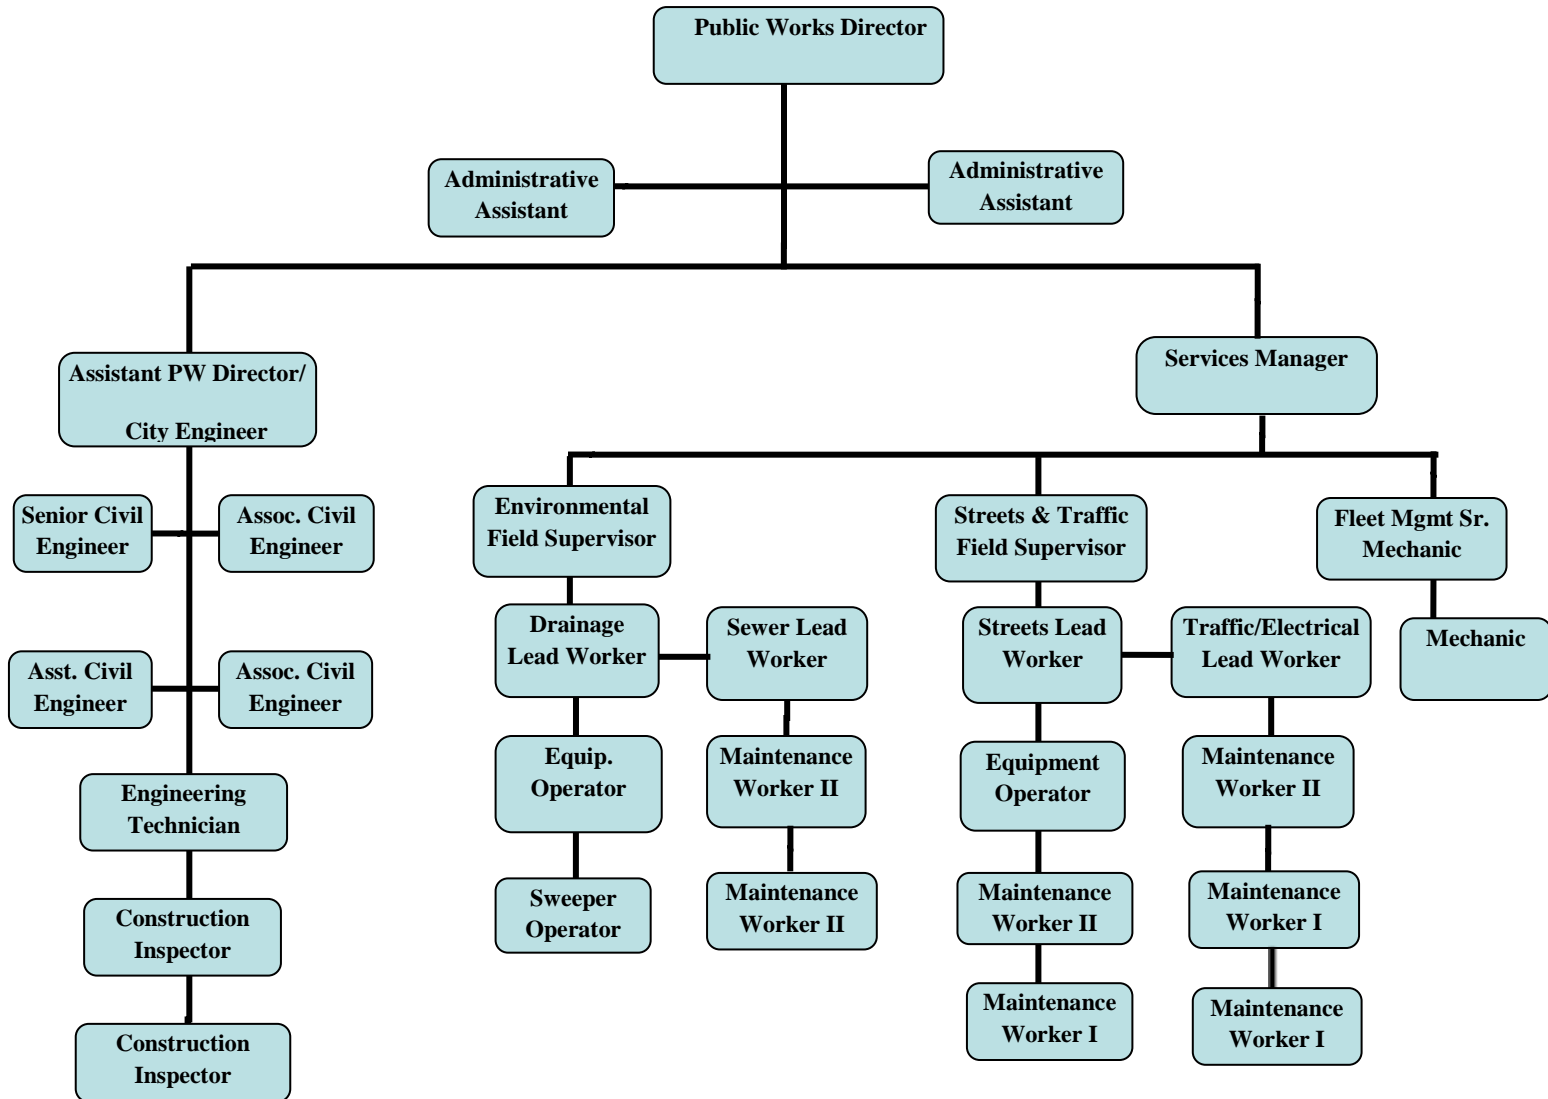 Public Works Director
Administrative
Assistant
Administrative
Assistant
Assistant PW Director/
City Engineer
Services Manager
Senior Civil
Engineer
Assoc. Civil
Engineer
Asst. Civil
Engineer
Assoc. Civil
Engineer
Engineering
Technician
Construction
Inspector
Construction
Inspector
Environmental
Field Supervisor
Drainage
Lead Worker
Sewer Lead
Worker
Equip.
Operator
Maintenance
Worker II
Sweeper
Operator
Maintenance
Worker II
Streets & Traffic
Field Supervisor
Streets Lead
Worker
Traffic/Electrical
Lead Worker
Equipment
Operator
Maintenance
Worker II
Maintenance
Worker II
Maintenance
Worker I
Maintenance
Worker I
Maintenance
Worker I
Fleet Mgmt Sr.
Mechanic
Mechanic